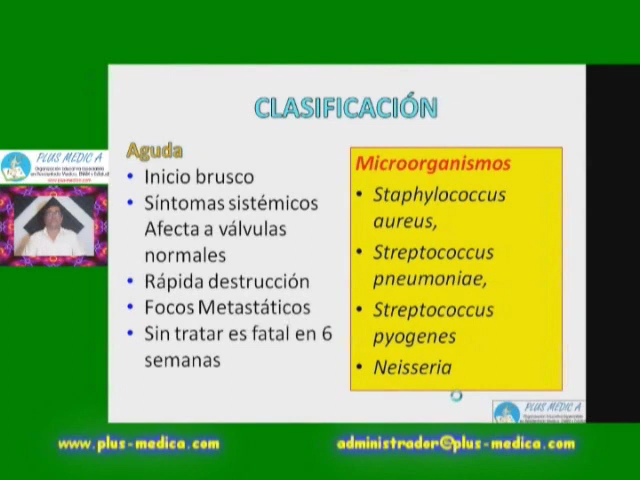 CLASIFICACIÓN
PLUS MEDIC A
Aguda
• Inicio brusco
• Síntomas sistémicos
Afecta a válvulas
normales
• Rápida destrucción
• Focos Metastáticos
• Sin tratar es fatal en 6
semanas
Microorganismos
• Staphylococcus
aureus,
• Streptococcus
pneumoniae,
• Streptococcus
pyogenes
• Neisseria
PLUS MEDIC A
www.plus-medica.com
administrador@plus-medica.com